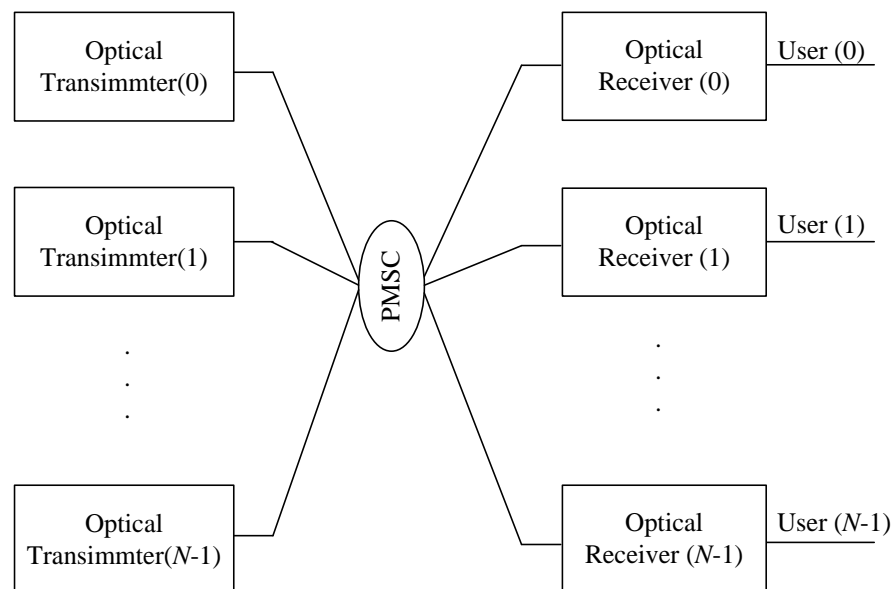 Optical
Transimmter(0)
Optical
Receiver (0)
User (0)
Optical
Transimmter(1)
PMSC
Optical
Receiver (1)
User (1)
.
.
.
.
.
.
Optical
Transimmter(N-1)
Optical
Receiver (N-1)
User (N-1)